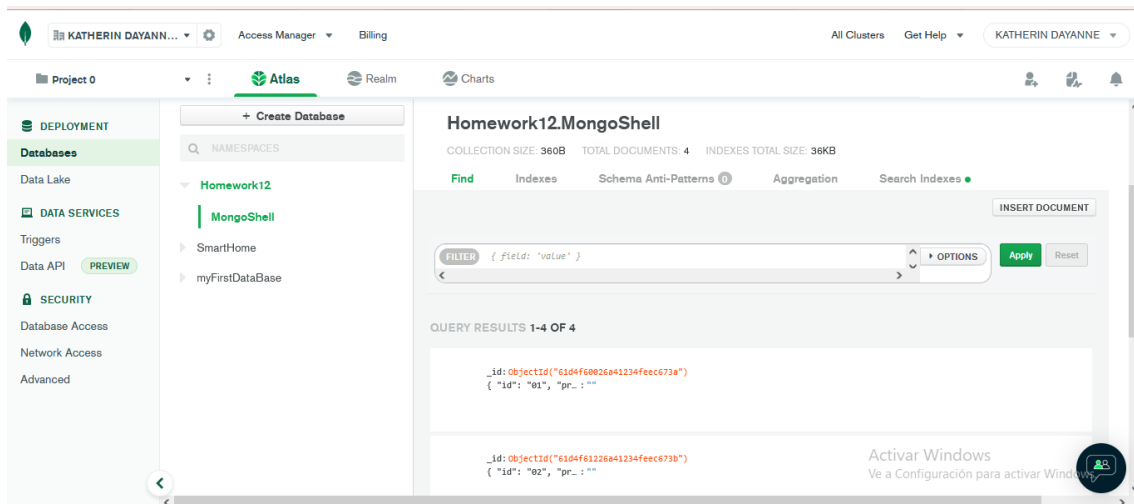 KATHERIN DAYANN... Access Manager Billing All Clusters Get Help KATHERIN DAYANNE
Project 0 Atlas Realm Charts
DEPLOYMENT
Databases
Data Lake
DATA SERVICES
Triggers
Data API PREVIEW
SECURITY
Database Access
Network Access
Advanced
+ Create Database
NAMESPACES
Homework12
MongoShell
SmartHome
myFirstDataBase
Homework12.MongoShell
COLLECTION SIZE: 360B TOTAL DOCUMENTS: 4 INDEXES TOTAL SIZE: 36KB
Find Indexes Schema Anti-Patterns 0 Aggregation Search Indexes
INSERT DOCUMENT
FILTER { field: 'value' } OPTIONS Apply Reset
QUERY RESULTS 1-4 OF 4
_id: ObjectId("61d4f60026a41234feec673a")
{ "id": "01", "pr… : ""
_id: ObjectId("61d4f61226a41234feec673b")
{ "id": "02", "pr… : ""
Activar Windows
Ve a Configuración para activar Windows.